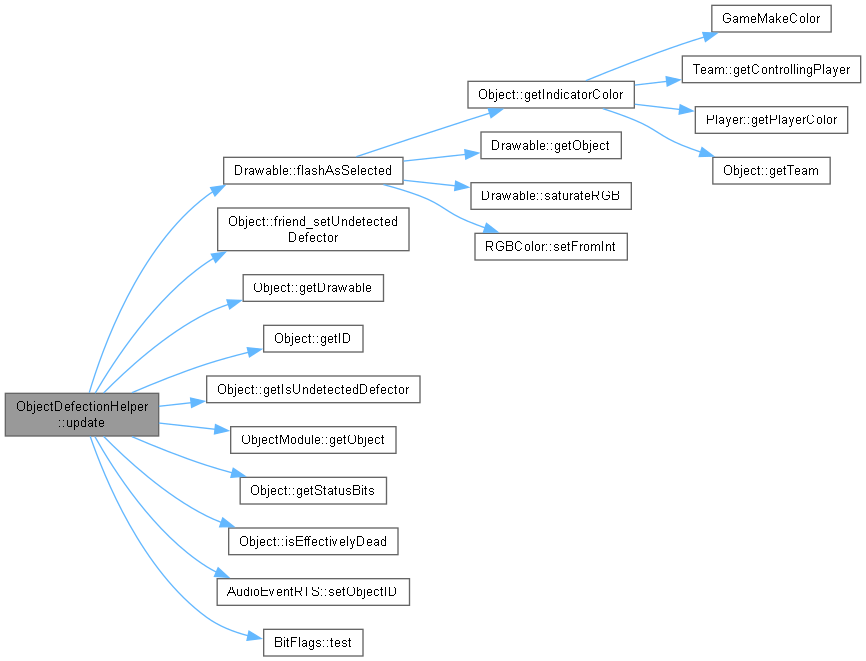 GameMakeColor
Team::getControllingPlayer
Object::getIndicatorColor
Player::getPlayerColor
Drawable::getObject
Drawable::flashAsSelected
Object::getTeam
Drawable::saturateRGB
Object::friend_setUndetected
Defector
RGBColor::setFromInt
Object::getDrawable
Object::getID
Object::getIsUndetectedDefector
ObjectDefectionHelper
::update
ObjectModule::getObject
Object::getStatusBits
Object::isEffectivelyDead
AudioEventRTS::setObjectID
BitFlags::test